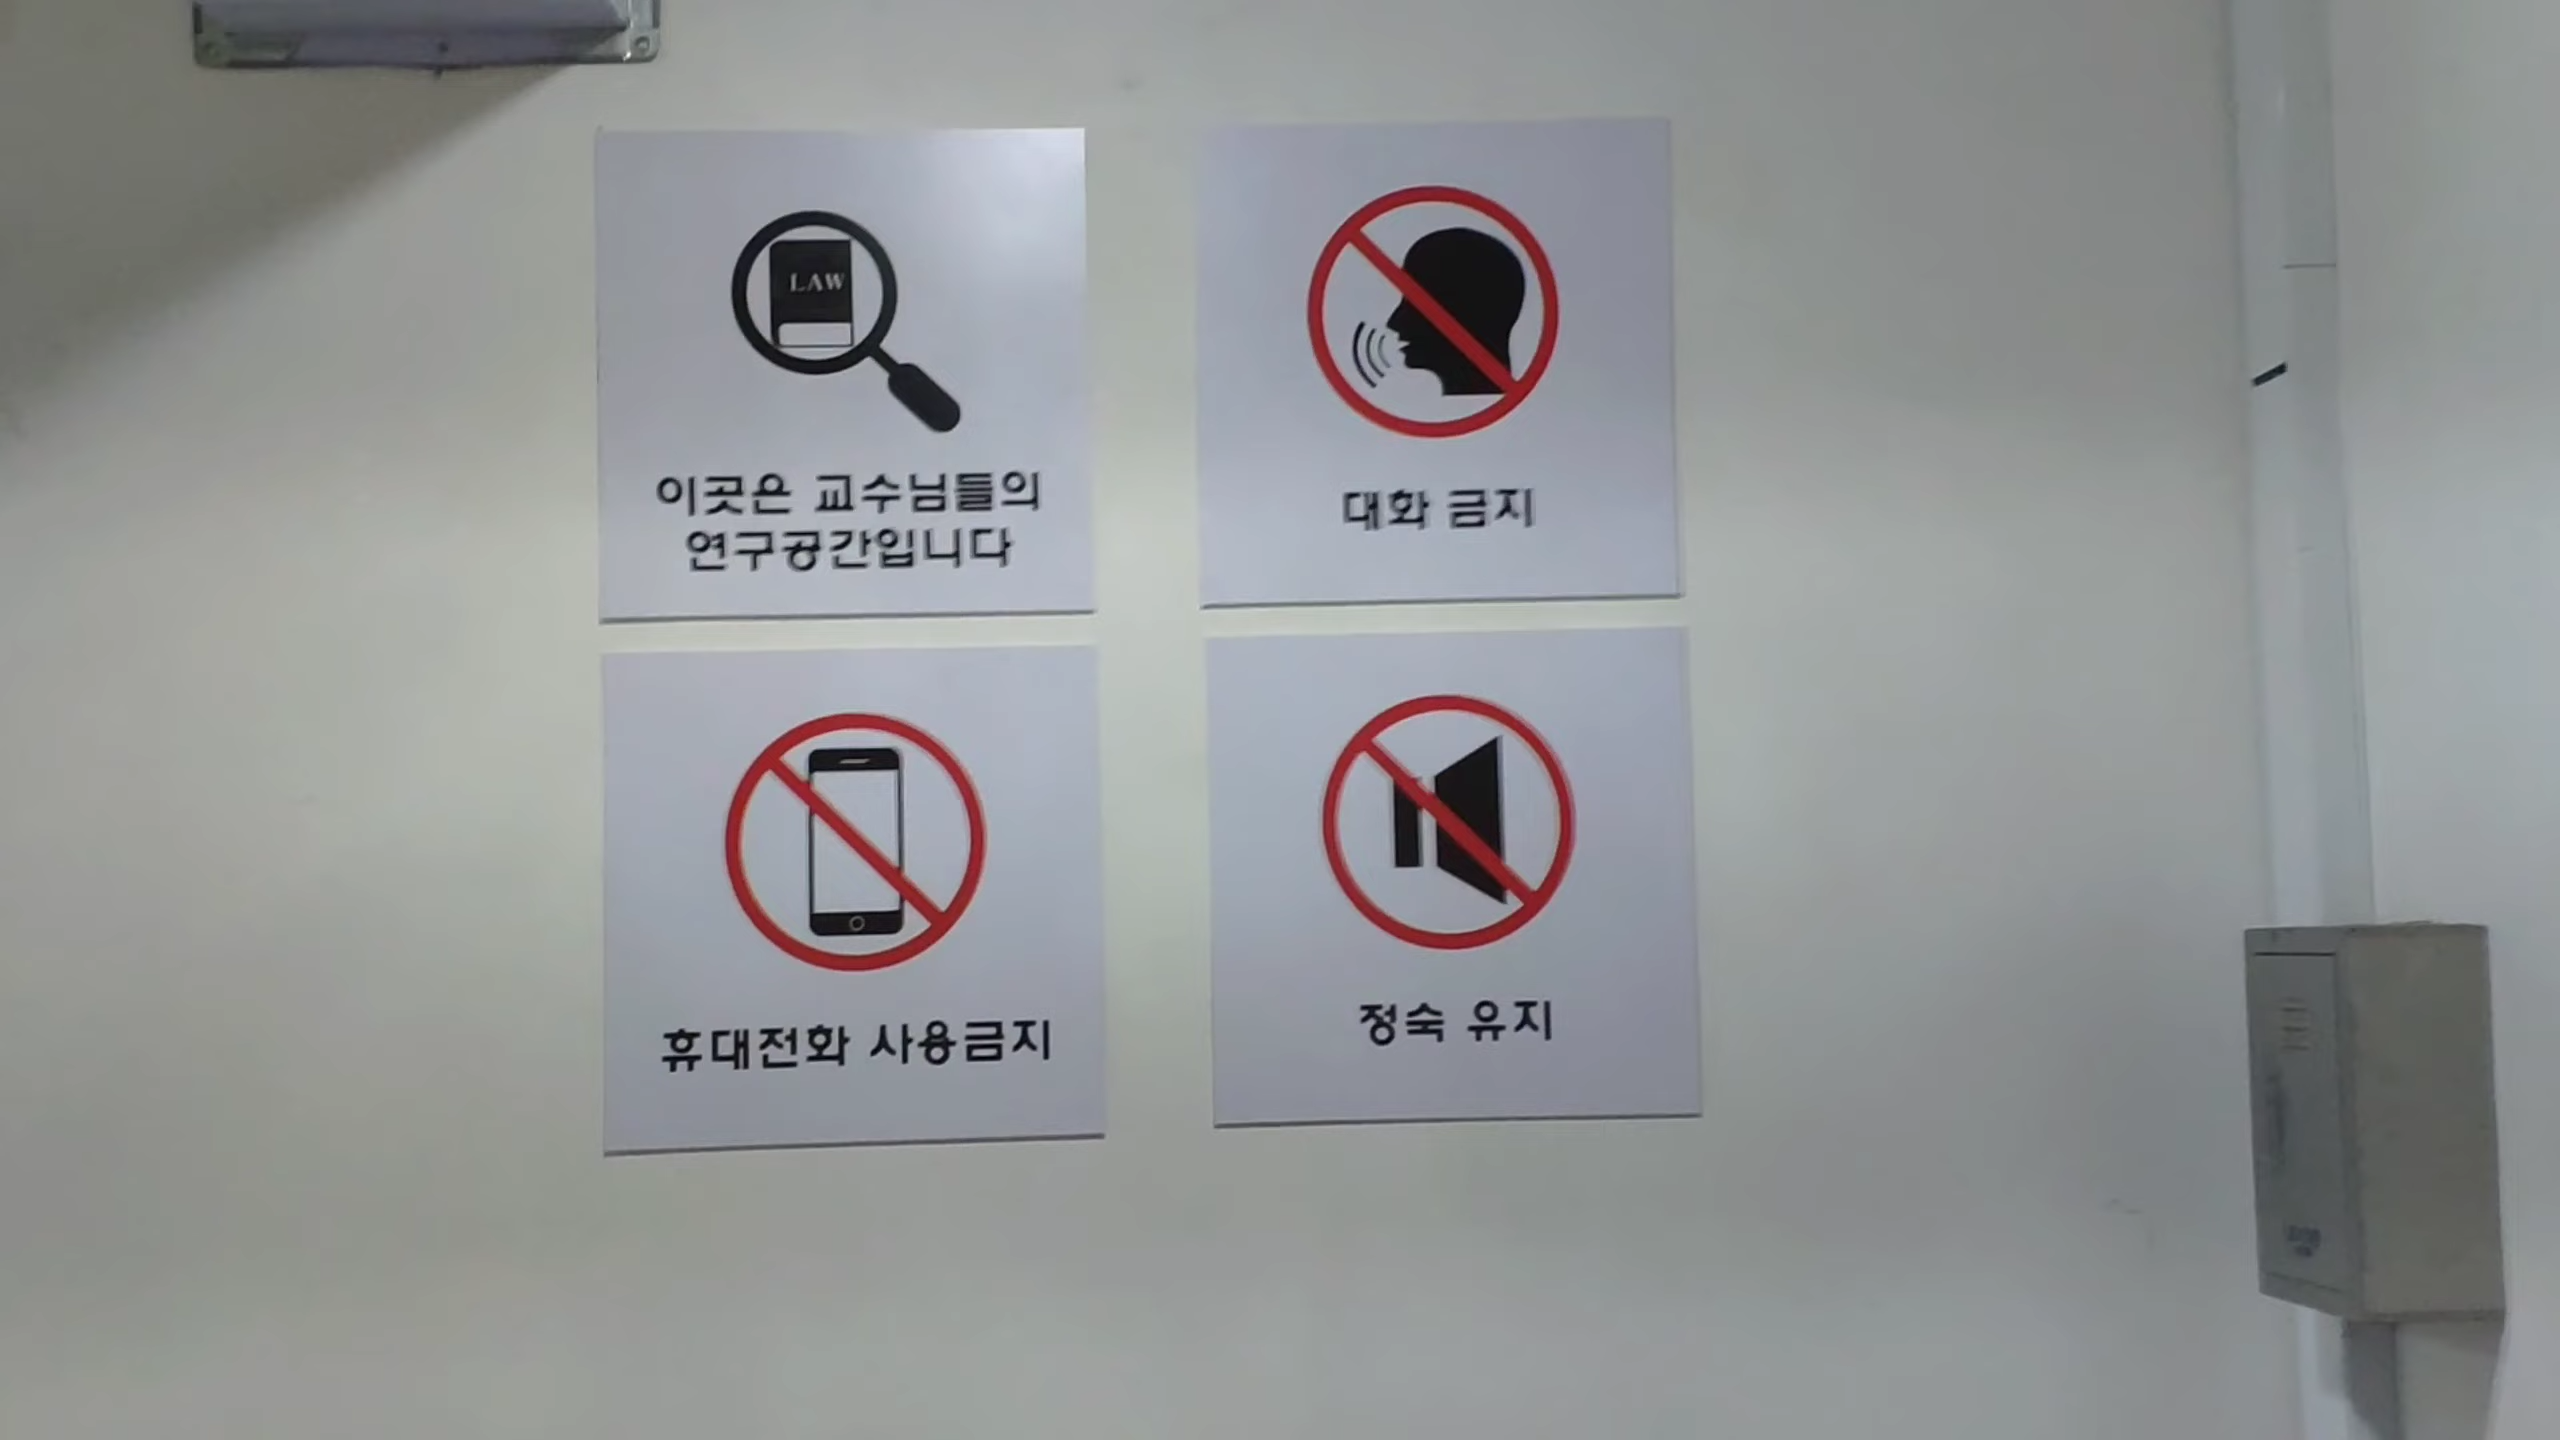 LAW
이곳은 교수님들의
연구공간입니다
대화 금지
휴대전화 사용금지
정숙 유지